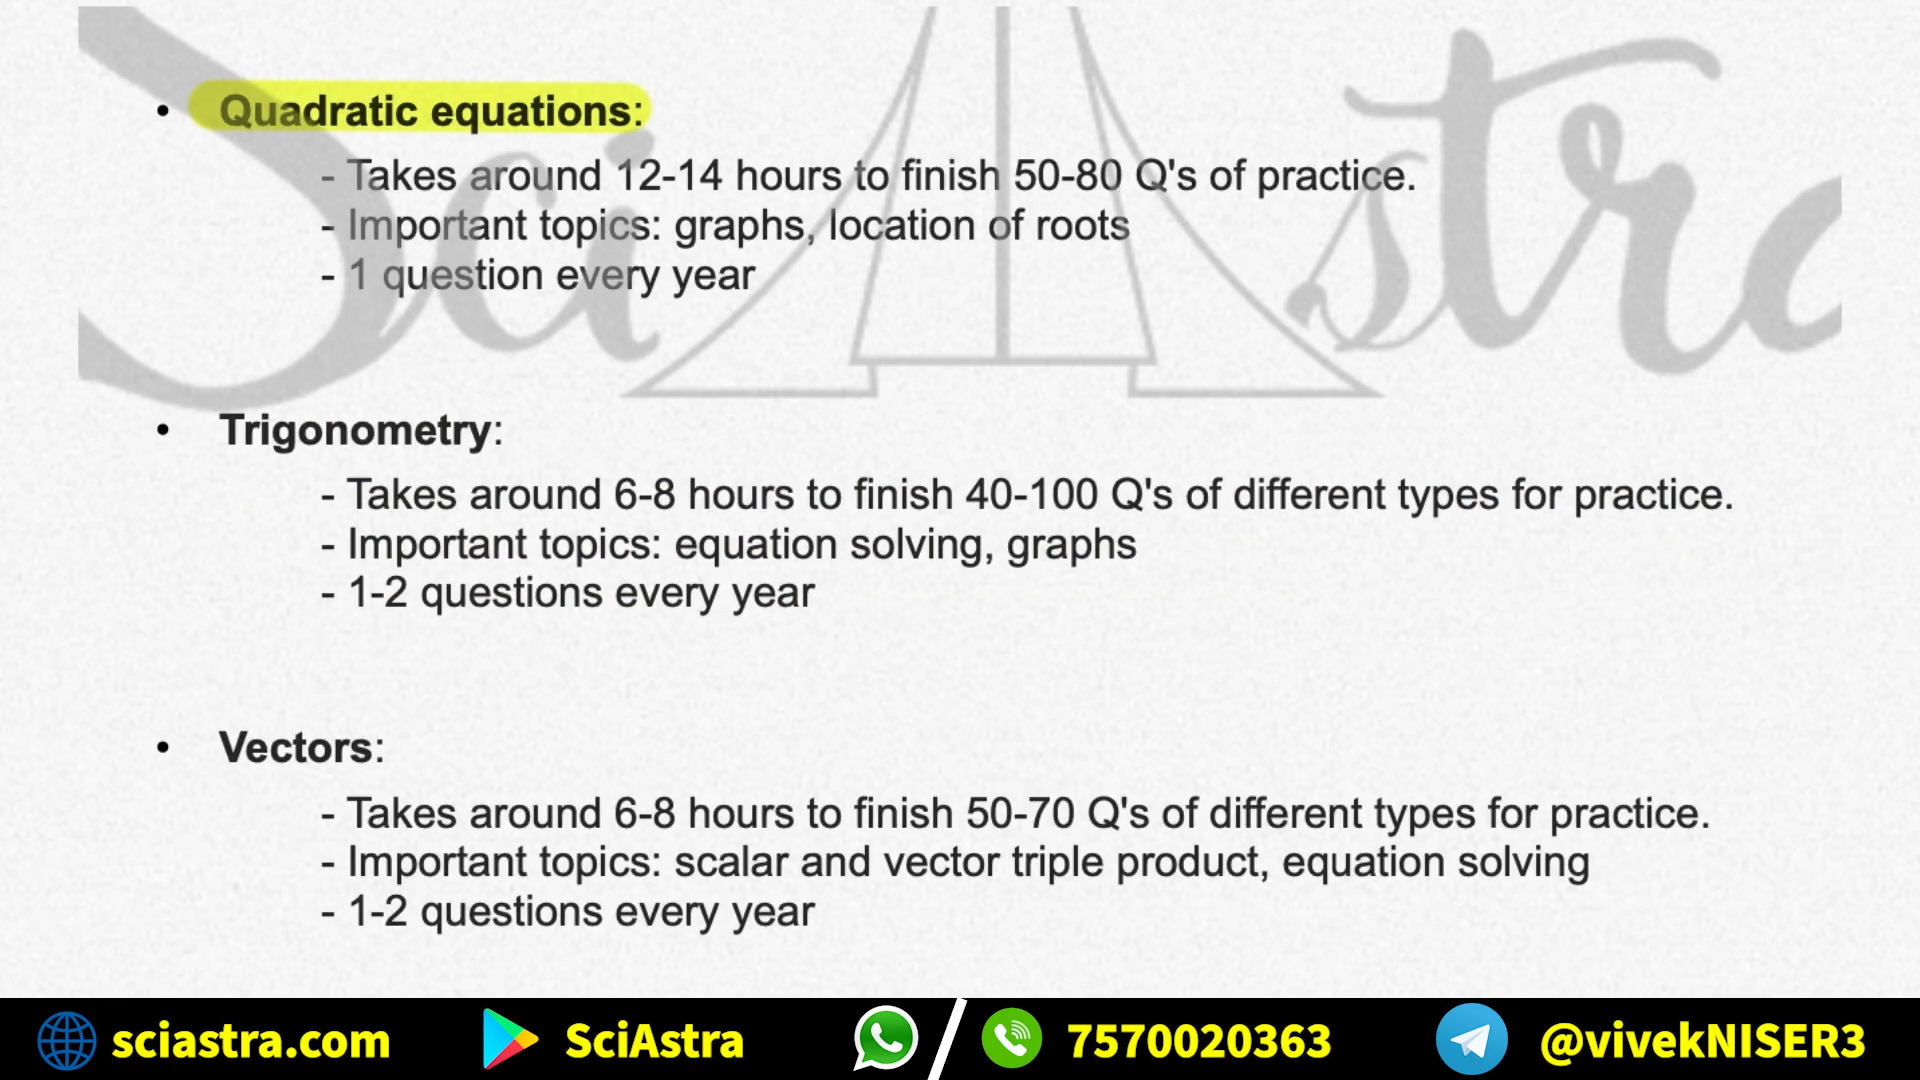 • Quadratic equations:
- Takes around 12-14 hours to finish 50-80 Q's of practice.
- Important topics: graphs, location of roots
- 1 question every year
• Trigonometry:
- Takes around 6-8 hours to finish 40-100 Q's of different types for practice.
- Important topics: equation solving, graphs
- 1-2 questions every year
• Vectors:
- Takes around 6-8 hours to finish 50-70 Q's of different types for practice.
- Important topics: scalar and vector triple product, equation solving
- 1-2 questions every year
SciAstra
sciastra.com SciAstra / 7570020363 @vivekNISER3